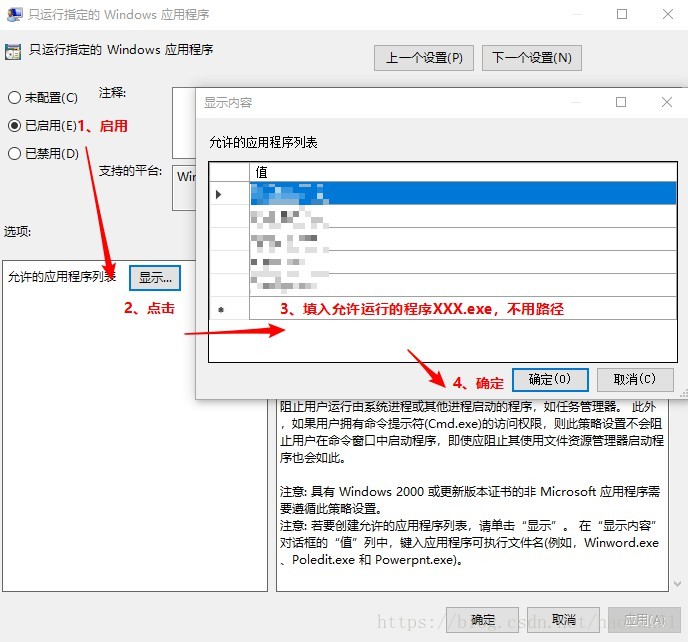 只运行指定的 Windows 应用程序
只运行指定的 Windows 应用程序
上一个设置(P)
下一个设置(N)
未配置(C)
注释:
已启用(E)
1、启用
已禁用(D)
支持的平台:
Wir
显示内容
允许的应用程序列表
值
选项:
允许的应用程序列表
显示...
2、点击
3、填入允许运行的程序XXX.exe，不用路径
4、确定
确定(O)
取消(C)
阻止用户运行由系统进程或其他进程启动的程序，如任务管理器。 此外
，如果用户拥有命令提示符(Cmd.exe)的访问权限，则此策略设置不会阻
止用户在命令窗口中启动程序，即使应阻止其使用文件资源管理器启动程
序也会如此。
注意: 具有 Windows 2000 或更新版本证书的非 Microsoft 应用程序需
要遵循此策略设置。
注意: 若要创建允许的应用程序列表，请单击“显示”。 在“显示内容”
对话框的“值”列中，键入应用程序可执行文件名(例如，Winword.exe
、Poledit.exe 和 Powerpnt.exe)。
确定
取消
应用(A)